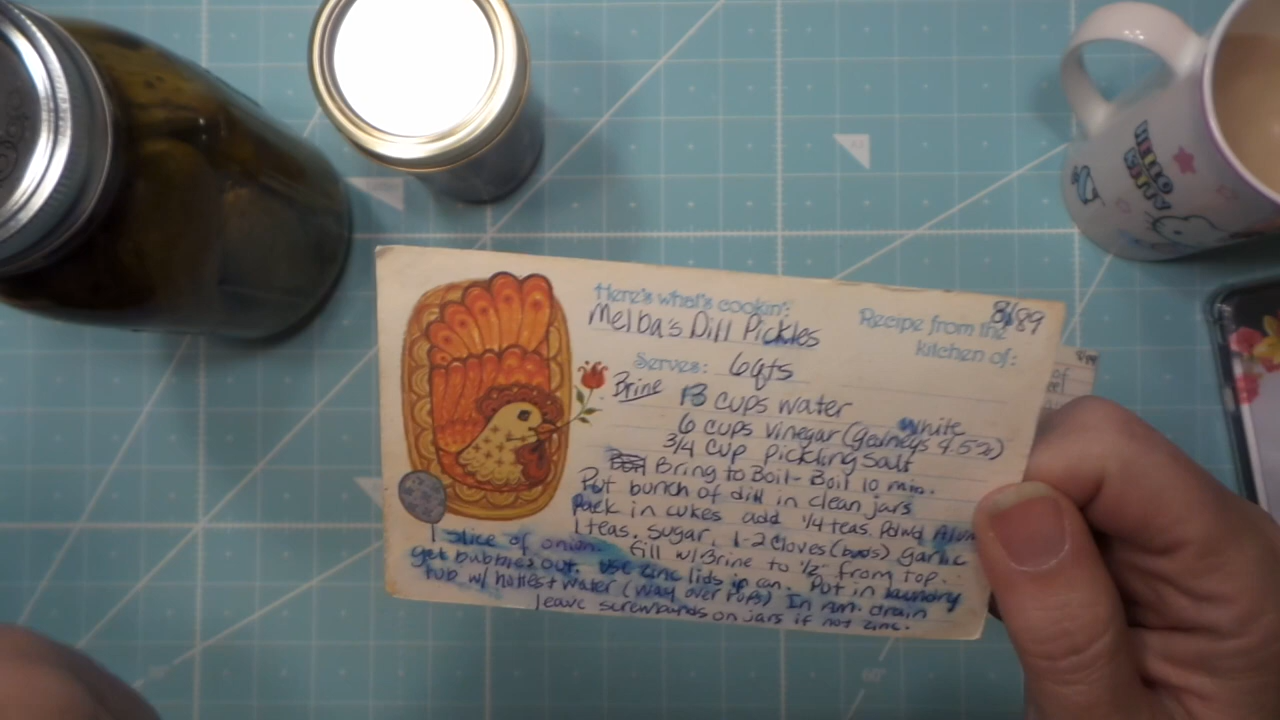 Here's what's cookin':
Melba's Dill Pickles
8/89
Recipe from the
kitchen of:
Serves: 6qts
Brine 13 cups water
6 cups vinegar (Gedneys 4.5%) White
3/4 cup pickling salt
Bring to Boil - Boil 10 min.
Put bunch of dill in clean jars
Pack in cukes add 1/4 teas. Powd Alum
1 teas. sugar, 1-2 cloves (buds) garlic
1 slice of onion. Fill w/ Brine to 1/2" from top.
get bubbles out. Use zinc lids if can. Put in laundry
tub w/ hottest water (way over tops) In A.M. drain
leave screwbands on jars if not zinc.
HELLO
KITTY
of